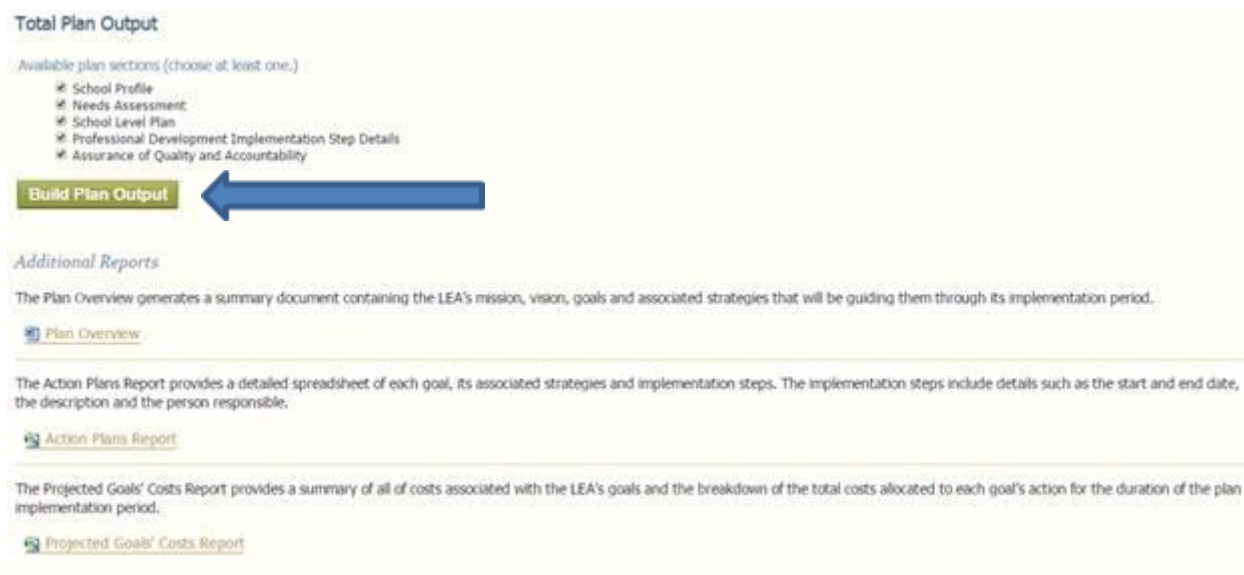 Total Plan Output
Available plan sections (choose at least one.)
School Profile
Needs Assessment
School Level Plan
Professional Development Implementation Step Details
Assurance of Quality and Accountability
Build Plan Output
Additional Reports
The Plan Overview generates a summary document containing the LEA's mission, vision, goals and associated strategies that will be guiding them through its implementation period.
Plan Overview
The Action Plans Report provides a detailed spreadsheet of each goal, its associated strategies and implementation steps. The implementation steps include details such as the start and end date,
the description and the person responsible.
Action Plans Report
The Projected Goals' Costs Report provides a summary of all of costs associated with the LEA's goals and the breakdown of the total costs allocated to each goal's action for the duration of the plan
implementation period.
Projected Goals' Costs Report